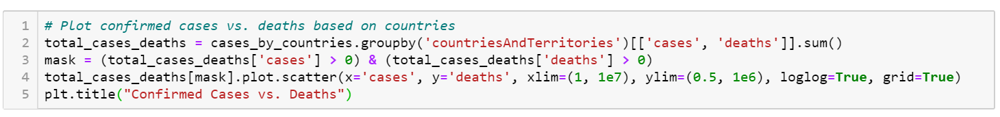 1 # Plot confirmed cases vs. deaths based on countries
2 total_cases_deaths = cases_by_countries.groupby('countriesAndTerritories')[['cases', 'deaths']].sum()
3 mask = (total_cases_deaths['cases'] > 0) & (total_cases_deaths['deaths'] > 0)
4 total_cases_deaths[mask].plot.scatter(x='cases', y='deaths', xlim=(1, 1e7), ylim=(0.5, 1e6), loglog=True, grid=True)
5 plt.title("Confirmed Cases vs. Deaths")